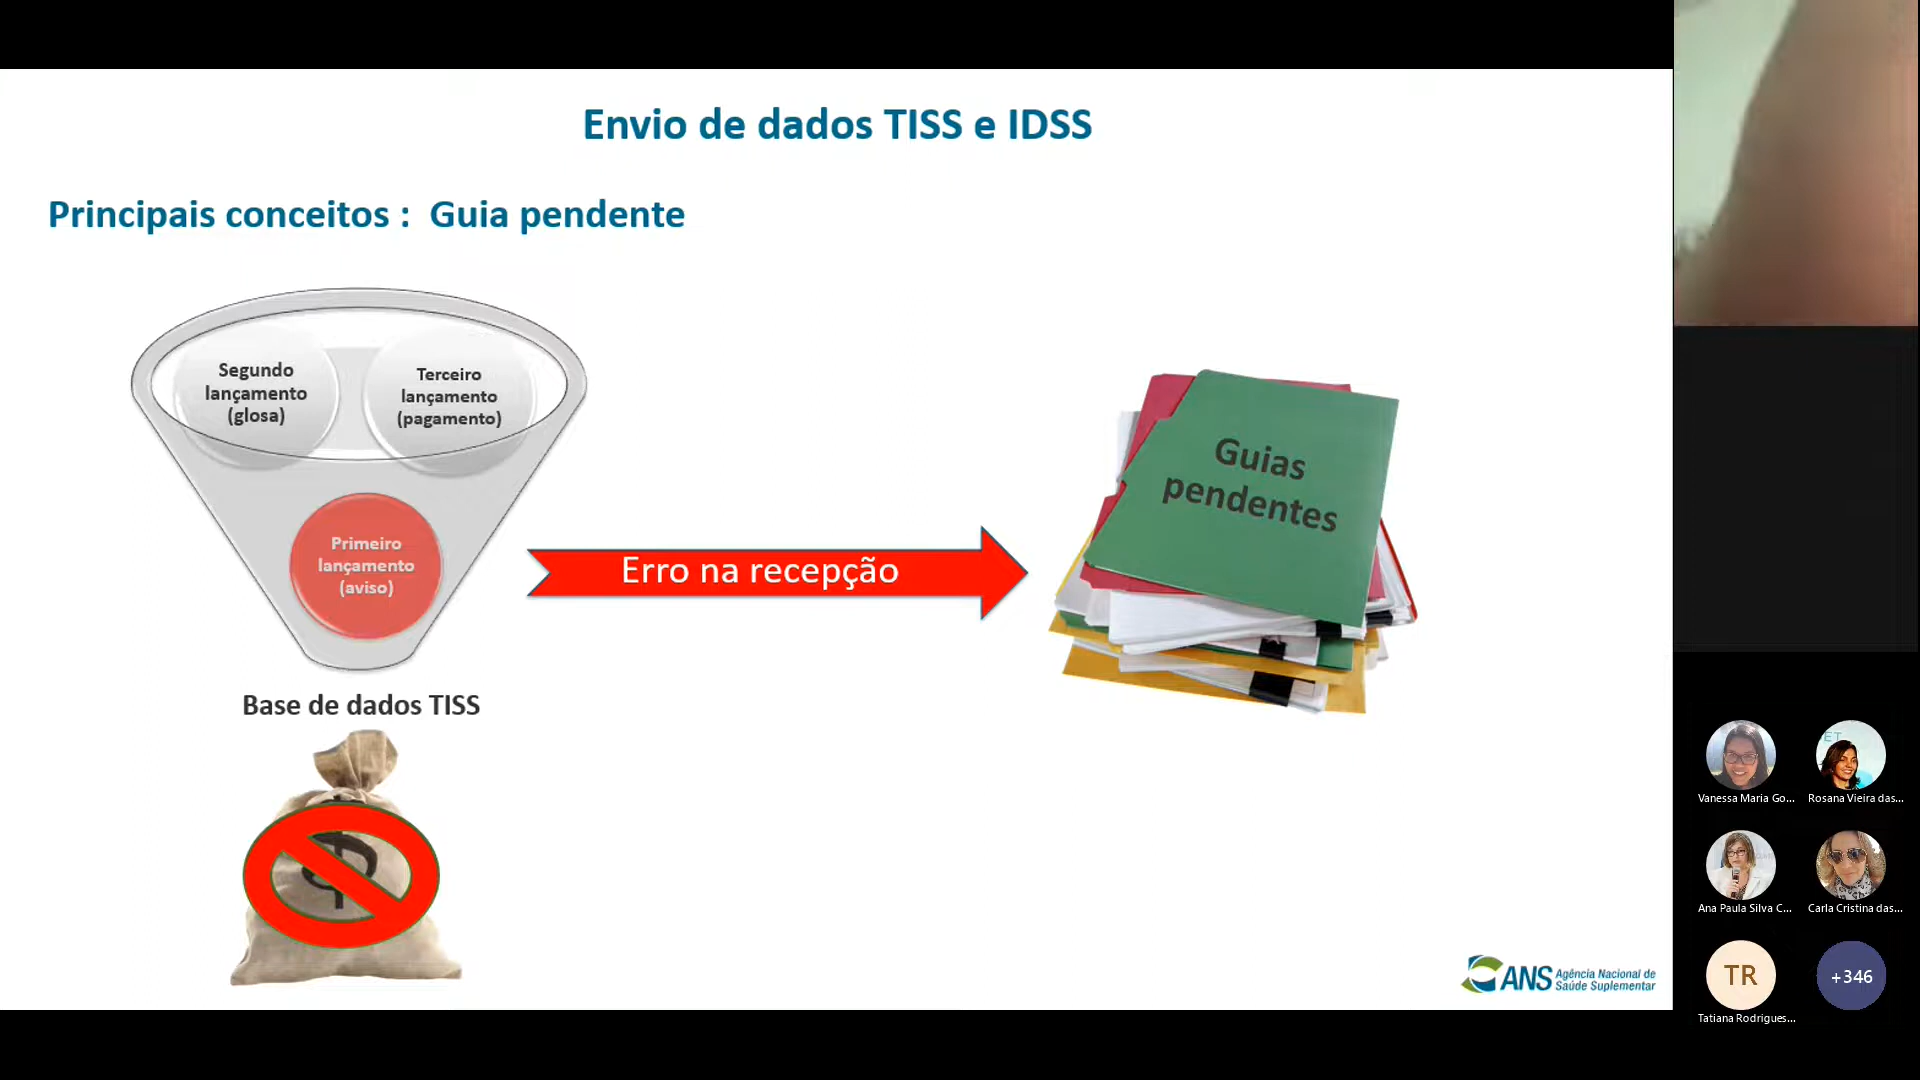 Envio de dados TISS e IDSS
Principais conceitos :  Guia pendente
Segundo
lançamento
(glosa)
Terceiro
lançamento
(pagamento)
Primeiro
lançamento
(aviso)
Erro na recepção
Guias
pendentes
Base de dados TISS
ANS Agência Nacional de
Saúde Suplementar
ET
Vanessa Maria Go...
Rosana Vieira das...
Ana Paula Silva C...
Carla Cristina das...
TR
+346
Tatiana Rodrigues...